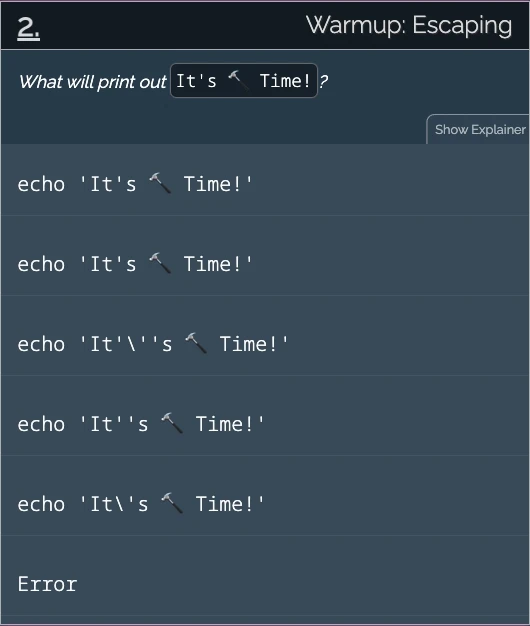 2.
Warmup: Escaping
What will print out It's 🔨 Time! ?
Show Explainer
echo 'It's 🔨 Time!'
echo 'It's 🔨 Time!'
echo 'It'\''s 🔨 Time!'
echo 'It''s 🔨 Time!'
echo 'It\'s 🔨 Time!'
Error